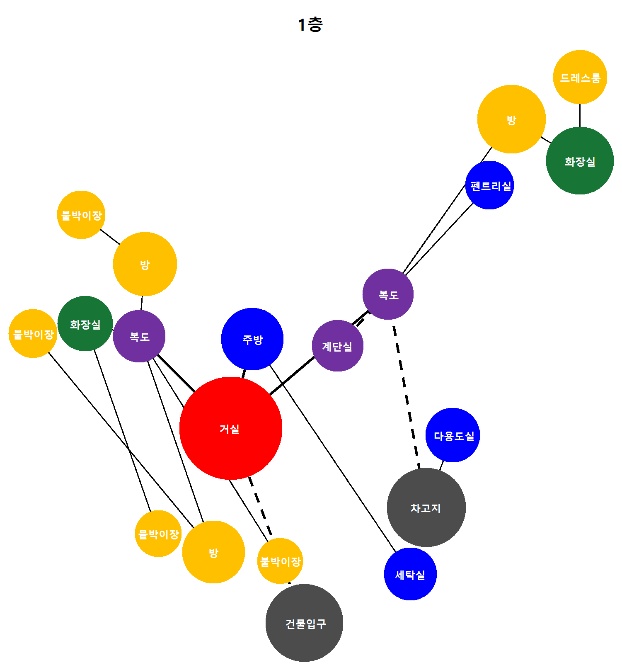 1층
드레스룸
방
화장실
펜트리실
붙박이장
방
복도
화장실
붙박이장
복도
주방
계단실
거실
다용도실
차고지
붙박이장
방
붙박이장
세탁실
건물입구